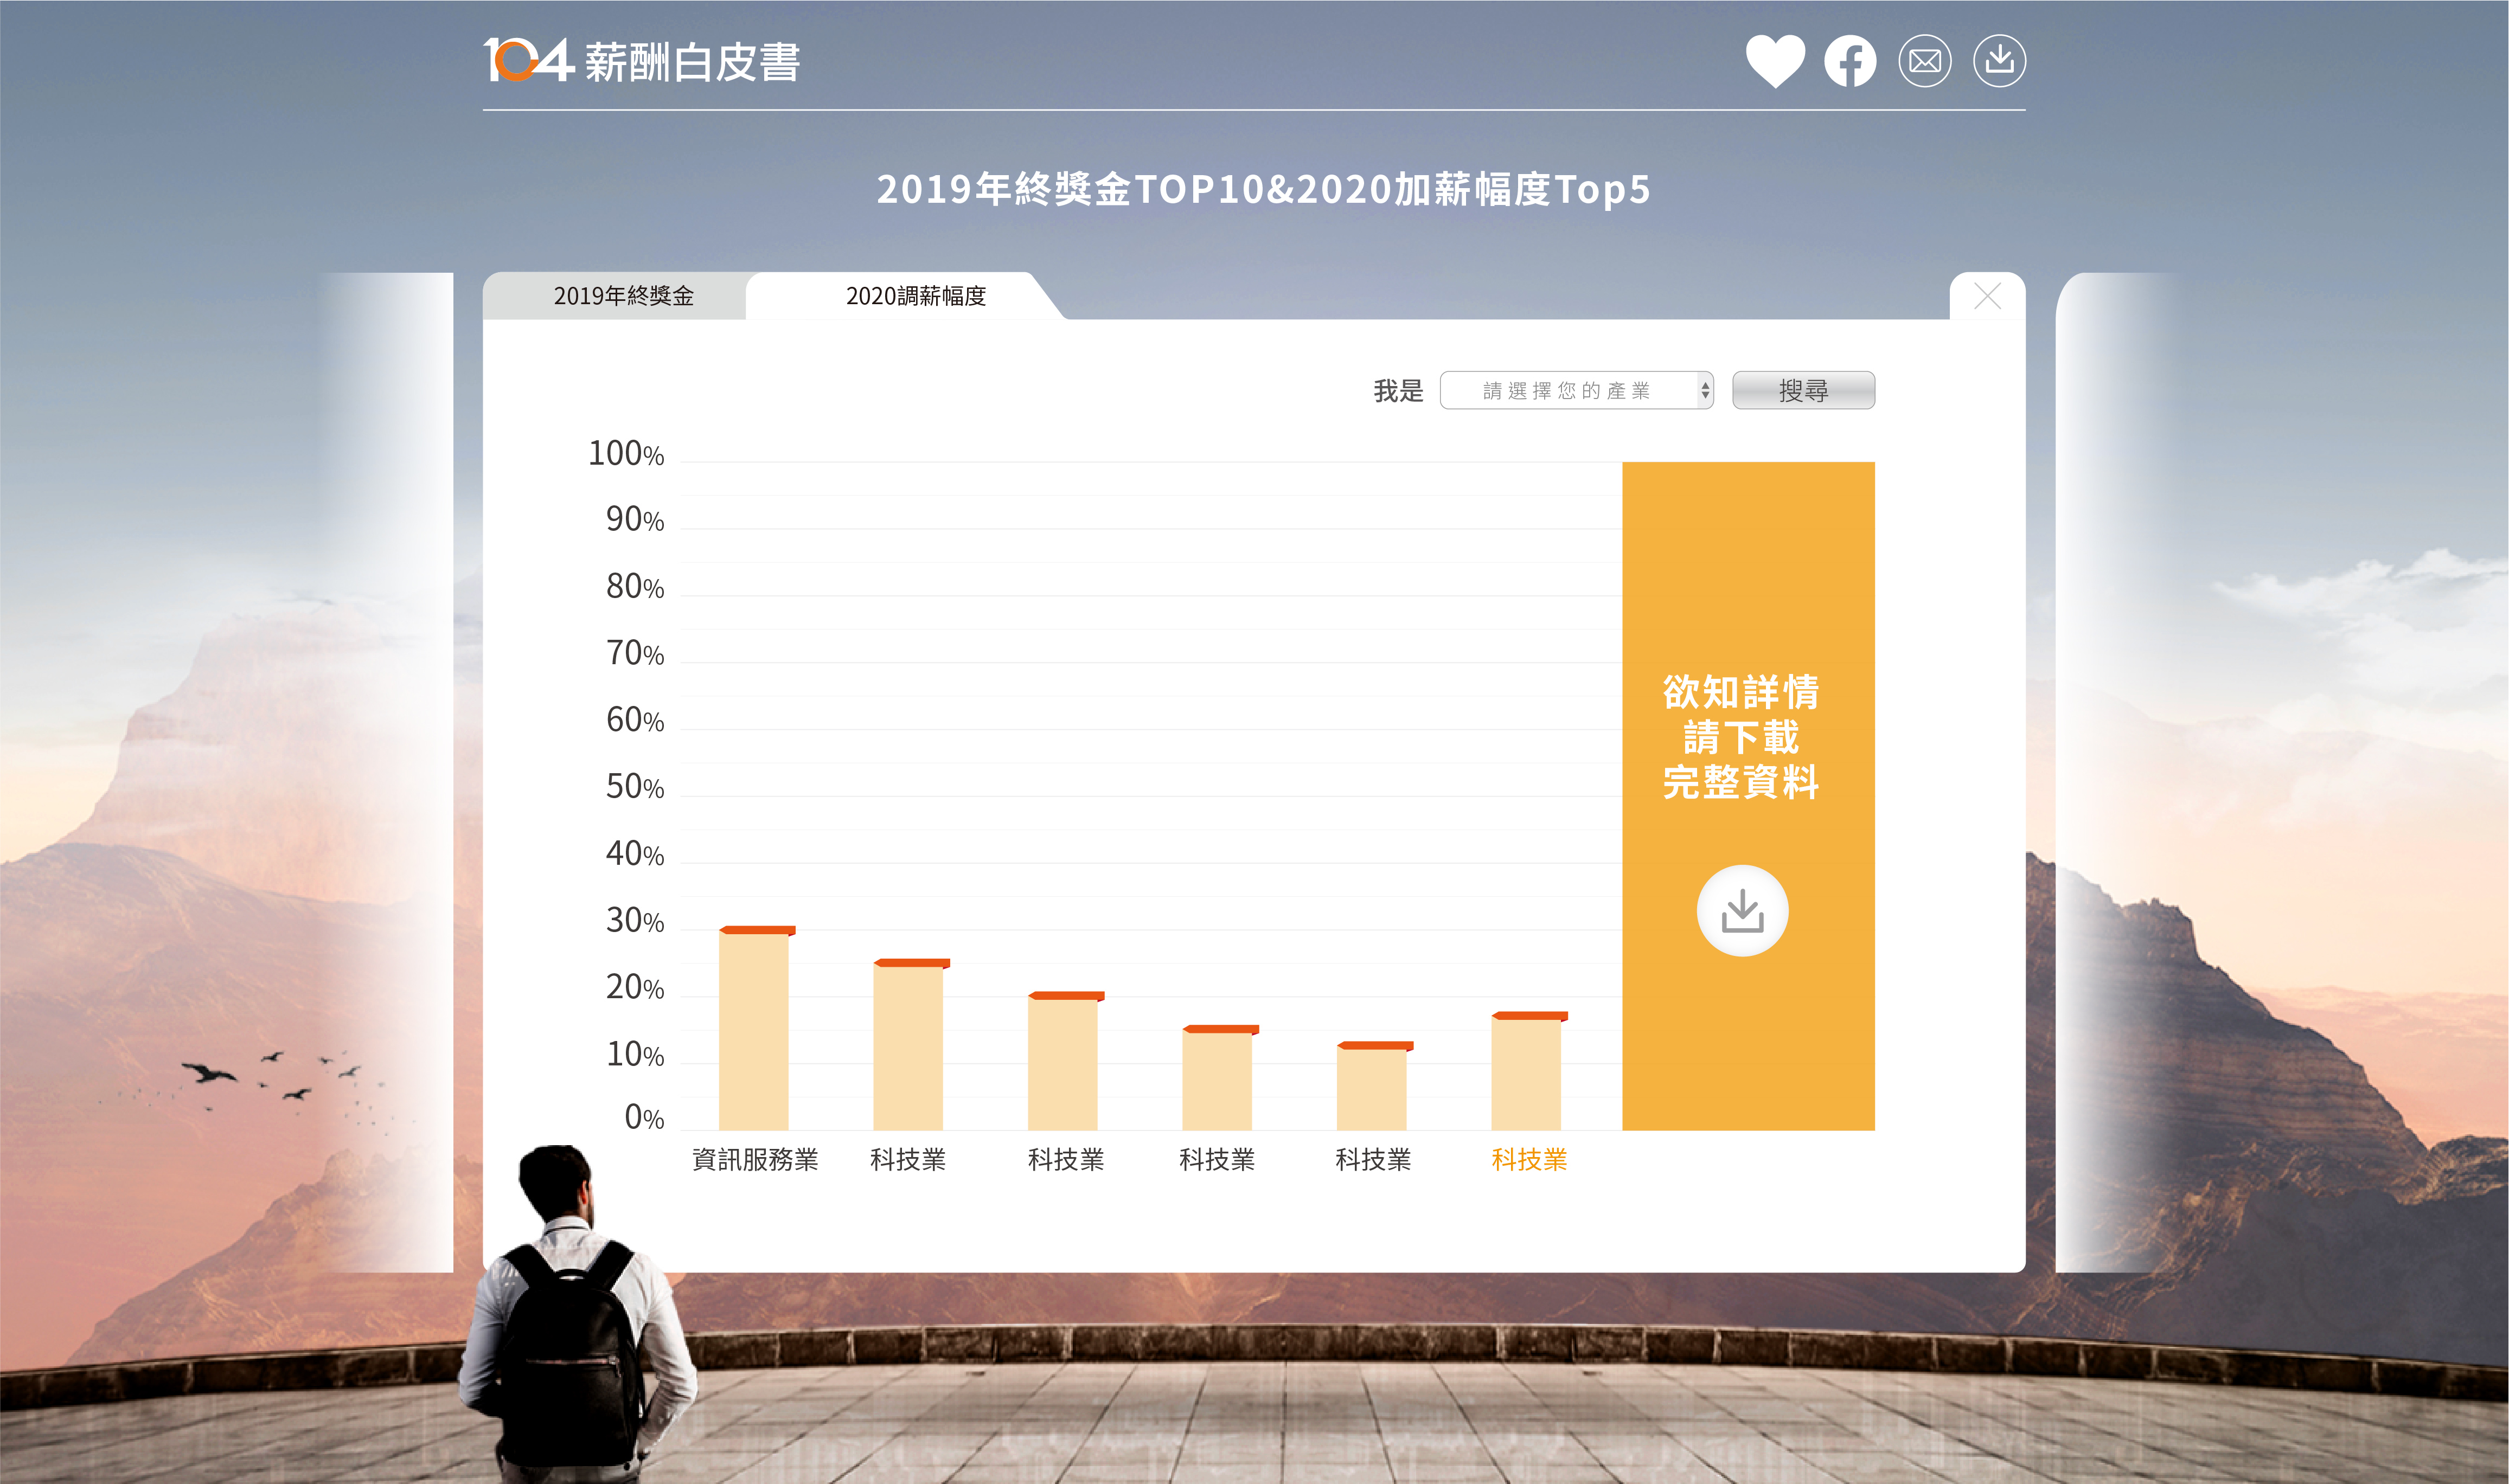 104 薪酬白皮書
2019年終獎金TOP10&2020加薪幅度Top5
2019年終獎金
2020調薪幅度
我是
請選擇您的產業
搜尋
100%
90%
80%
70%
60%
50%
40%
30%
20%
10%
0%
欲知詳情
請下載
完整資料
資訊服務業
科技業
科技業
科技業
科技業
科技業